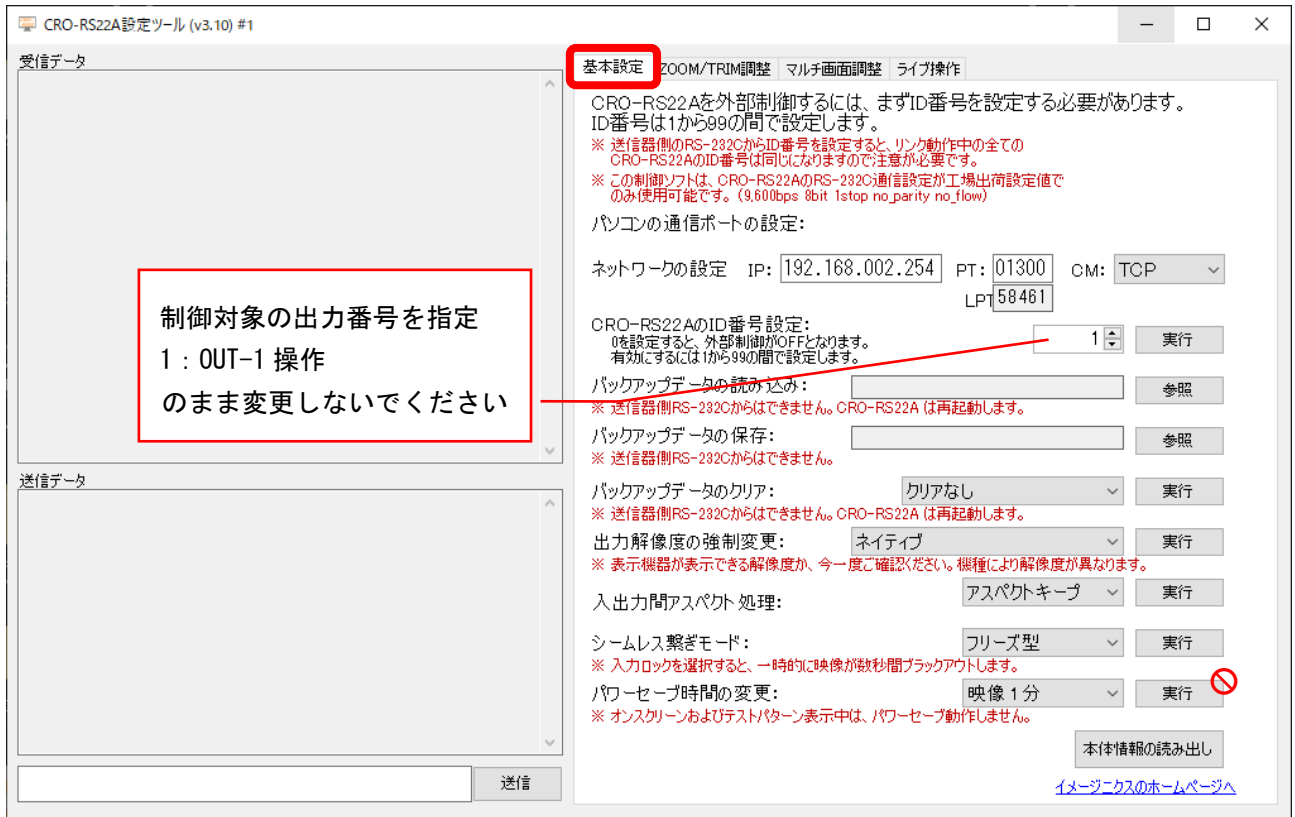 CRO-RS22A設定ツール (v3.10) #1
受信データ
基本設定 ZOOM/TRIM調整 マルチ画面調整 ライブ操作
CRO-RS22Aを外部制御するには、まずID番号を設定する必要があります。
ID番号は1から99の間で設定します。
※ 送信器側のRS-232CからID番号を設定すると、リンク動作中の全ての
CRO-RS22AのID番号は同じになりますので注意が必要です。
※ この制御ソフトは、CRO-RS22AのRS-232C通信設定が工場出荷設定値で
のみ使用可能です。(9,600bps 8bit 1stop no_parity no_flow)
パソコンの通信ポートの設定:
ネットワークの設定 IP: 192.168.002.254 PT: 01300 CM: TCP
LPT 58461
制御対象の出力番号を指定
1:OUT-1 操作
のまま変更しないでください
CRO-RS22AのID番号設定:
0を設定すると、外部制御がOFFとなります。
有効にするには1から99の間で設定します。
1 実行
バックアップデータの読み込み: 参照
※ 送信器側RS-232Cからはできません。CRO-RS22A は再起動します。
バックアップデータの保存: 参照
※ 送信器側RS-232Cからはできません。
送信データ
バックアップデータのクリア: クリアなし 実行
※ 送信器側RS-232Cからはできません。CRO-RS22A は再起動します。
出力解像度の強制変更: ネイティブ 実行
※ 表示機器が表示できる解像度か、今一度ご確認ください。機種により解像度が異なります。
入出力間アスペクト処理: アスペクトキープ 実行
シームレス繋ぎモード: フリーズ型 実行
※ 入力ロックを選択すると、一時的に映像が数秒間ブラックアウトします。
パワーセーブ時間の変更: 映像1分 実行
※ オンスクリーンおよびテストパターン表示中は、パワーセーブ動作しません。
本体情報の読み出し
送信
イメージニクスのホームページへ